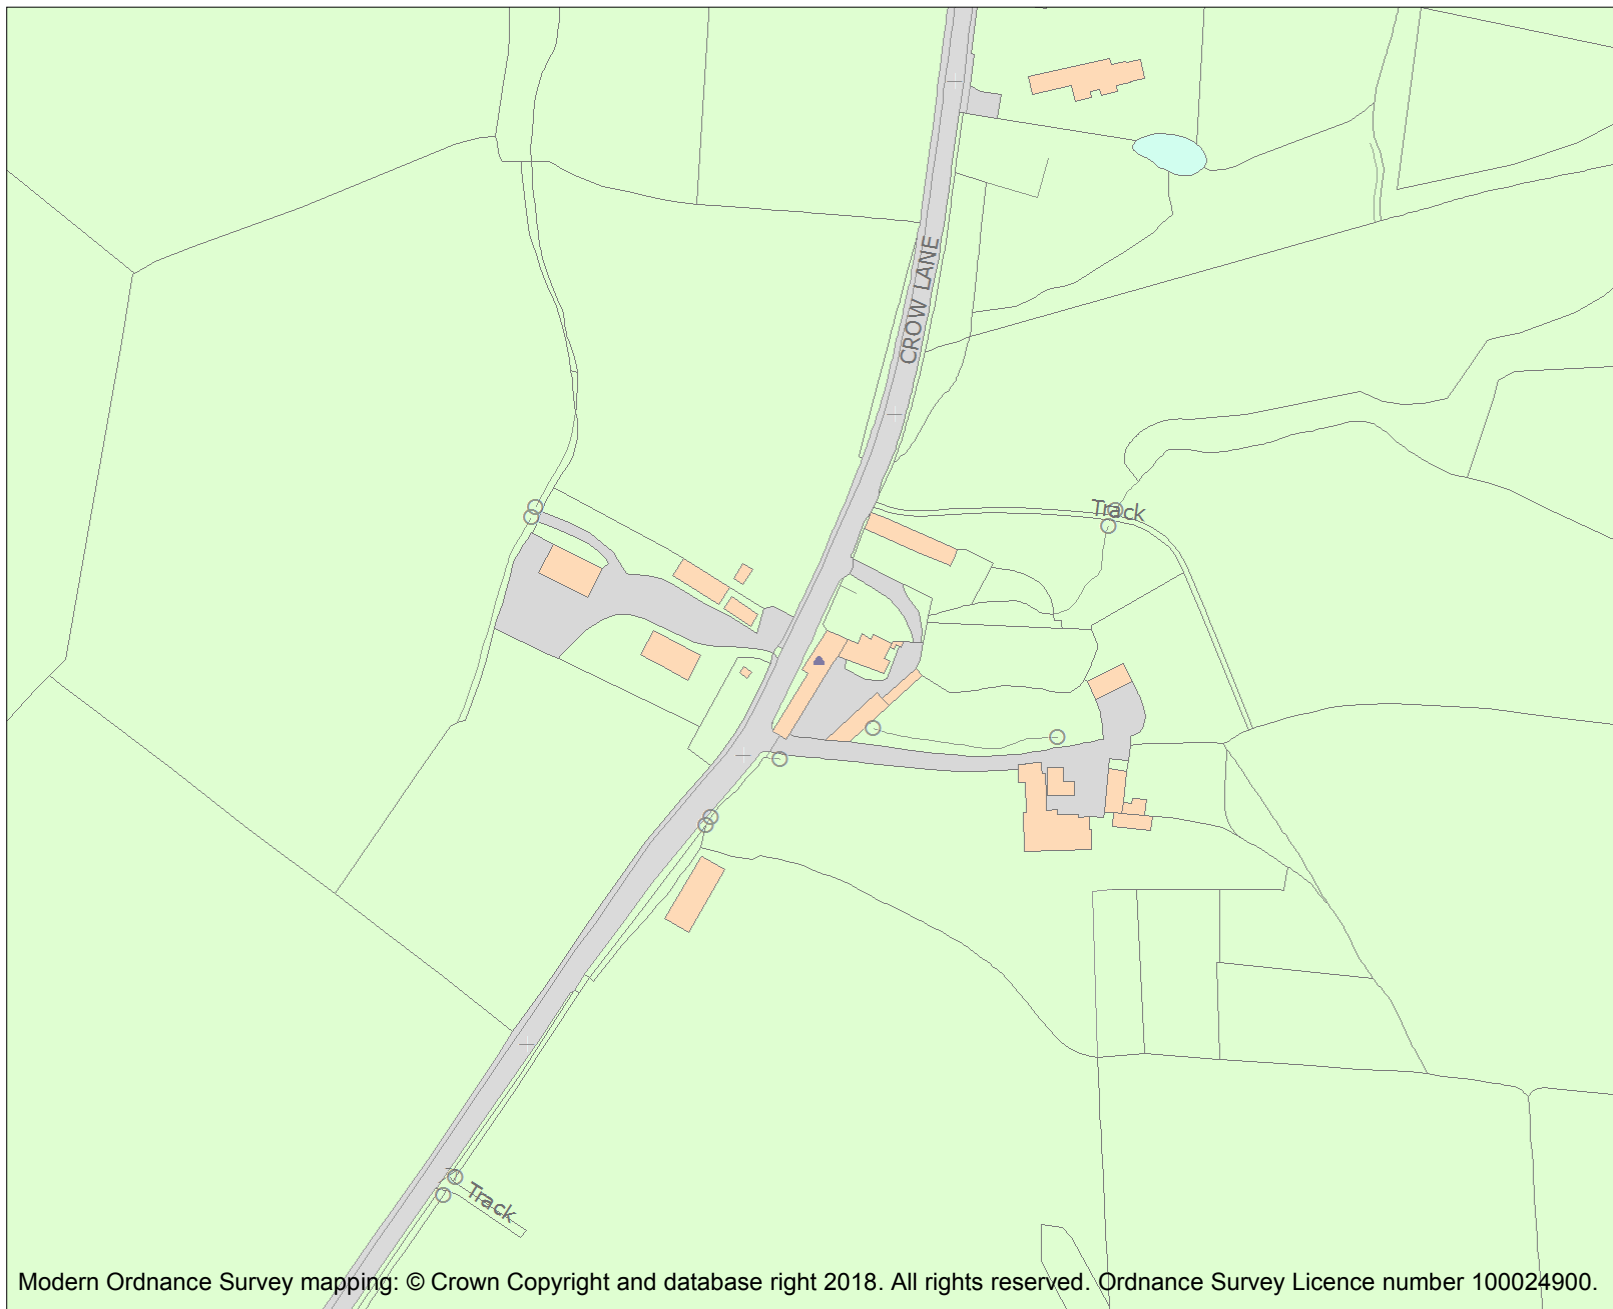 CROW LANE
Track
Track
Modern Ordnance Survey mapping: © Crown Copyright and database right 2018. All rights reserved. Ordnance Survey Licence number 100024900.